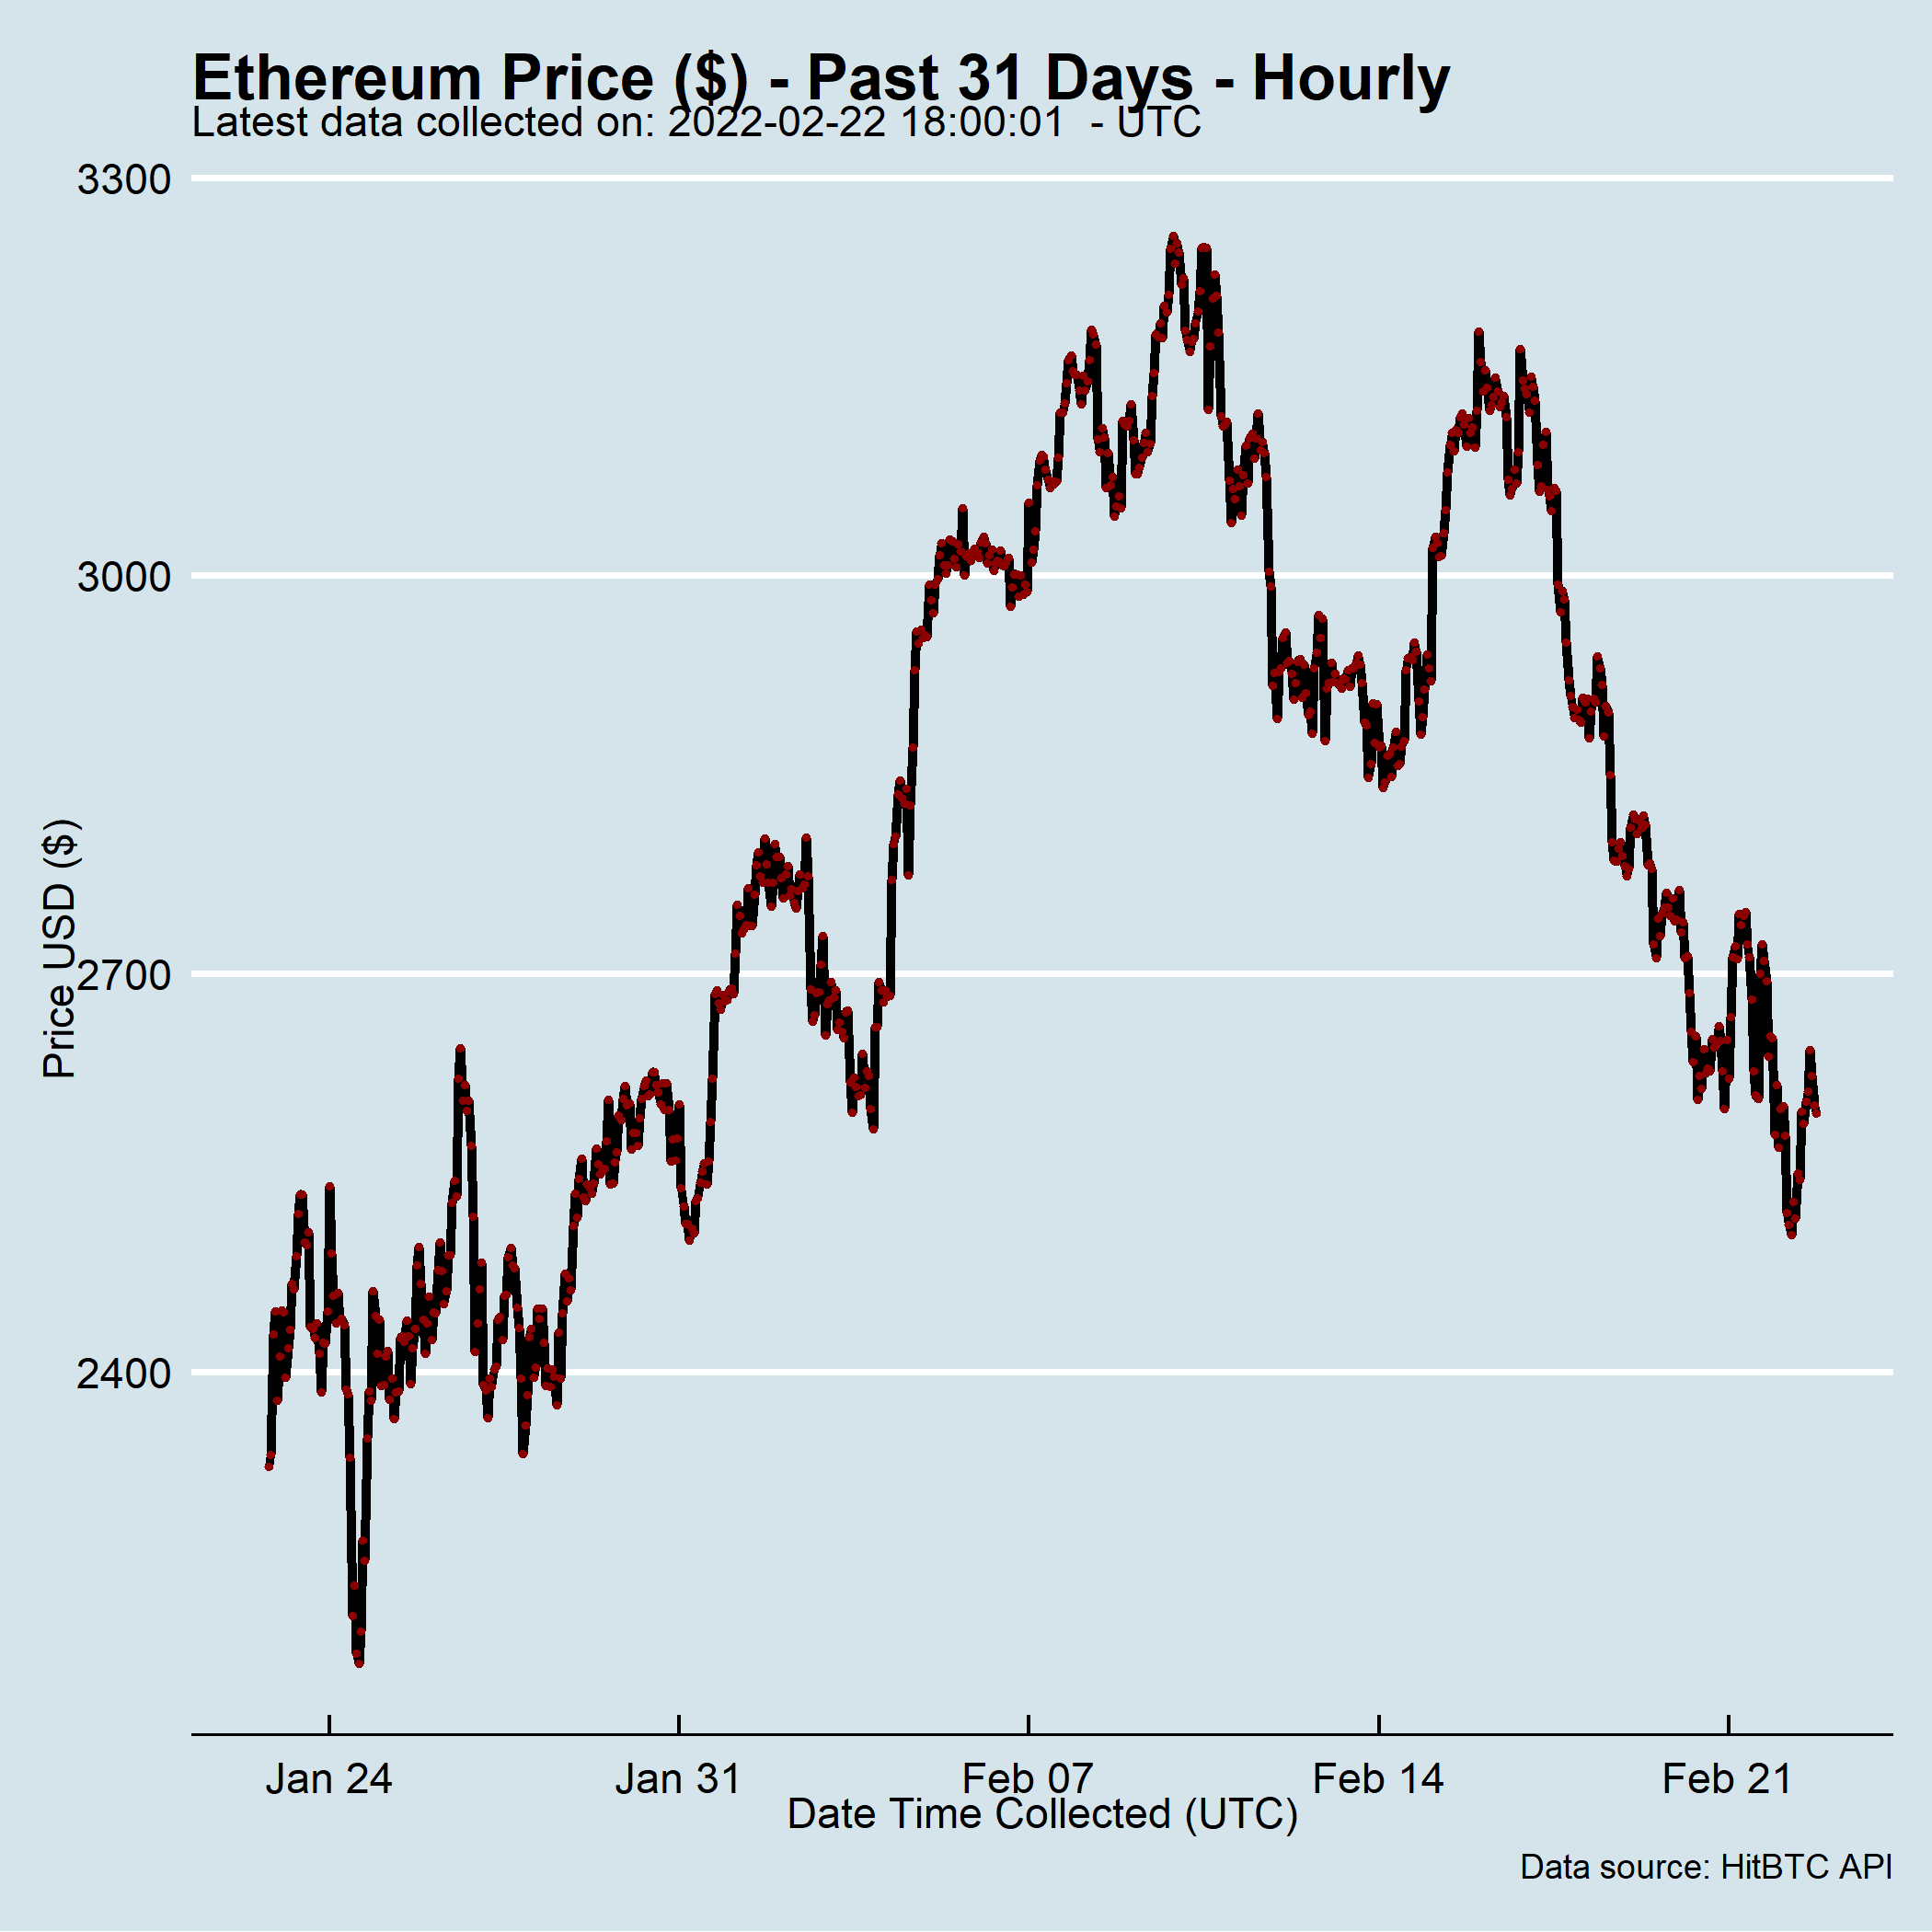 Ethereum Price ($) - Past 31 Days - Hourly
Latest data collected on: 2022-02-22 18:00:01  - UTC
3300
3000
2700
2400
Price USD ($)
Jan 24 Jan 31 Feb 07 Feb 14 Feb 21
Date Time Collected (UTC)
Data source: HitBTC API